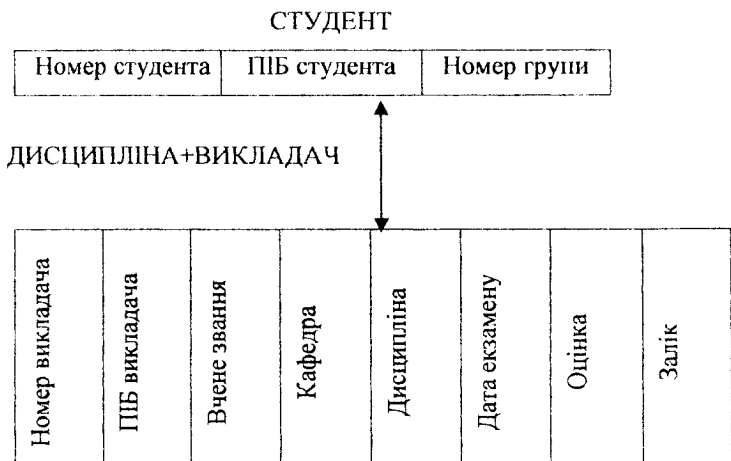 СТУДЕНТ
Номер студента ПІБ студента Номер групи
ДИСЦИПЛІНА+ВИКЛАДАЧ
Номер викладача
ПІБ викладача
Вчене звання
Кафедра
Дисципліна
Дата екзамену
Оцінка
Залік